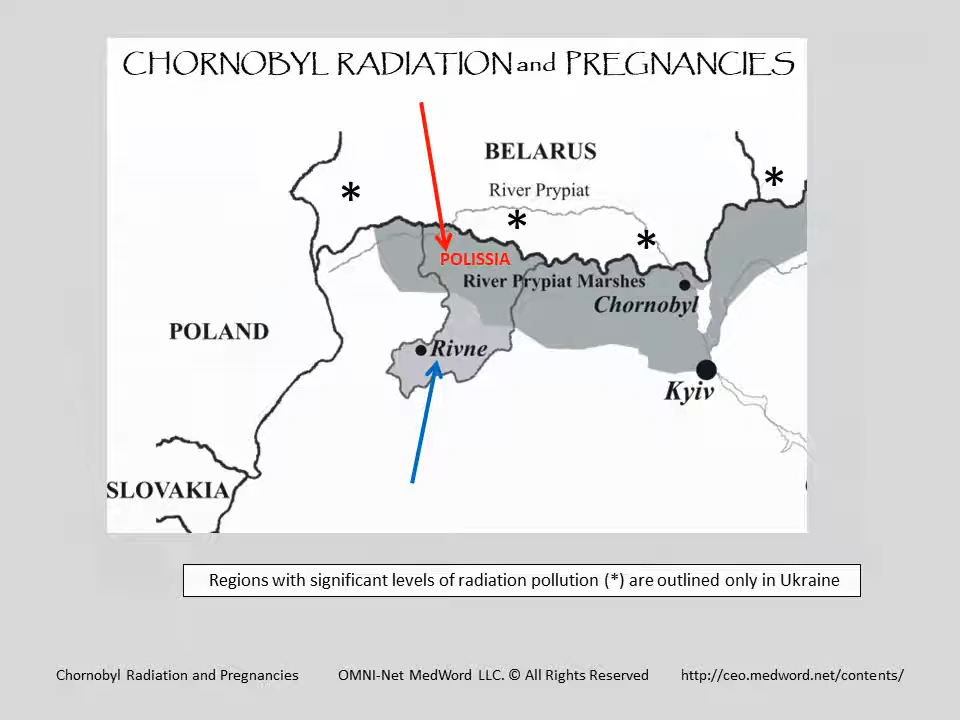 CHORNOBYL RADIATION and PREGNANCIES
BELARUS
*
*
River Prypiat
*
*
POLISSIA
River Prypiat Marshes
Chornobyl
POLAND
Rivne
Kyiv
SLOVAKIA
Regions with significant levels of radiation pollution (*) are outlined only in Ukraine
Chornobyl Radiation and Pregnancies OMNI-Net MedWord LLC. © All Rights Reserved http://ceo.medword.net/contents/